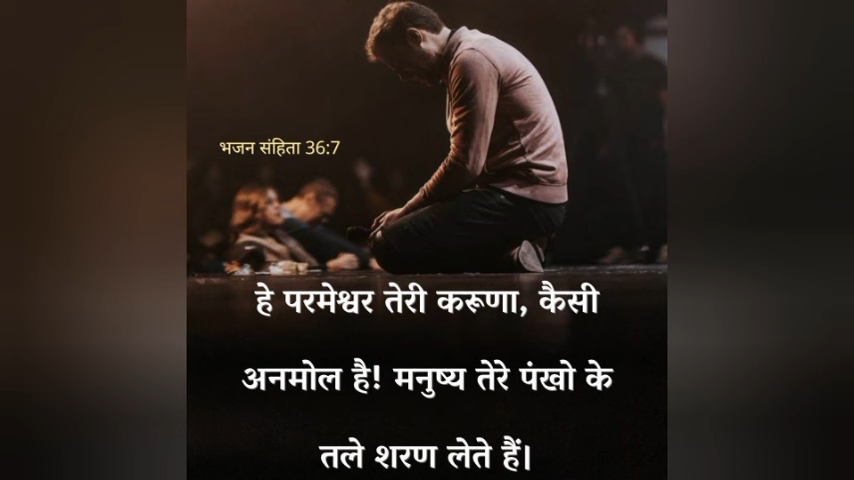 भजन संहिता 36:7
हे परमेश्वर तेरी करूणा, कैसी
अनमोल है! मनुष्य तेरे पंखो के
तले शरण लेते हैं।